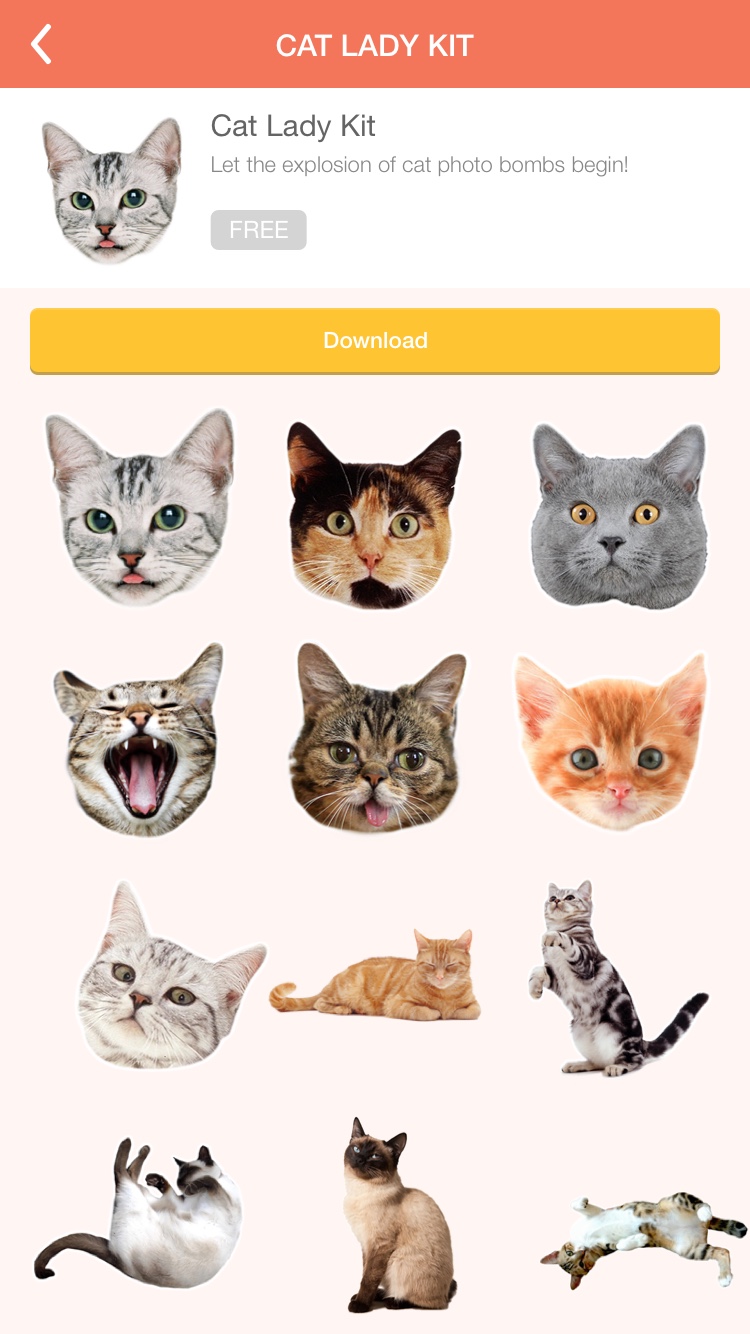 CAT LADY KIT
Cat Lady Kit
Let the explosion of cat photo bombs begin!
FREE
Download